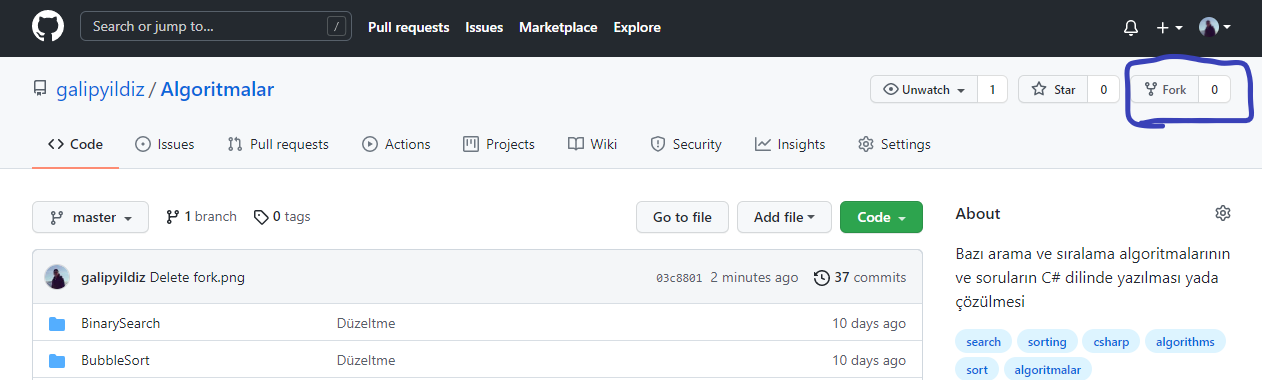 Search or jump to... / Pull requests Issues Marketplace Explore
galipyildiz / Algoritmalar Unwatch 1 Star 0 Fork 0
Code Issues Pull requests Actions Projects Wiki Security Insights Settings
master 1 branch 0 tags Go to file Add file Code
About
galipyildiz Delete fork.png 03c8801 2 minutes ago 37 commits
Bazı arama ve sıralama algoritmalarının
ve soruların C# dilinde yazılması yada
çözülmesi
BinarySearch Düzeltme 10 days ago
BubbleSort Düzeltme 10 days ago
search sorting csharp algorithms
sort algoritmalar